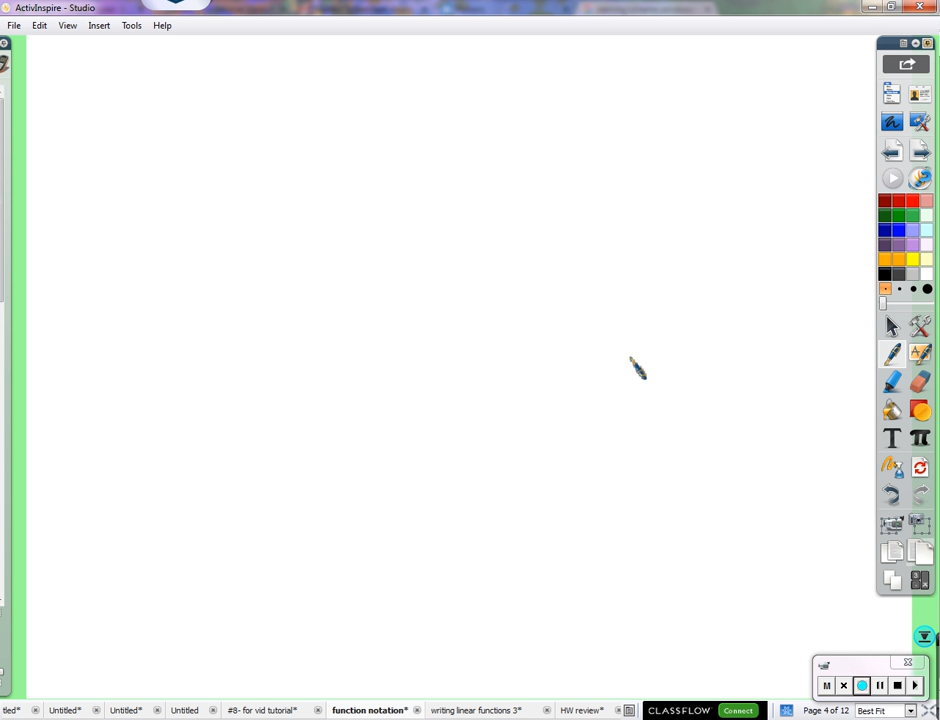 ActivInspire - Studio
File Edit View Insert Tools Help
T
M
tled* Untitled* Untitled* Untitled #8- for vid tutorial* function notation* writing linear functions 3* HW review* CLASSFLOW Connect Page 4 of 12 Best Fit